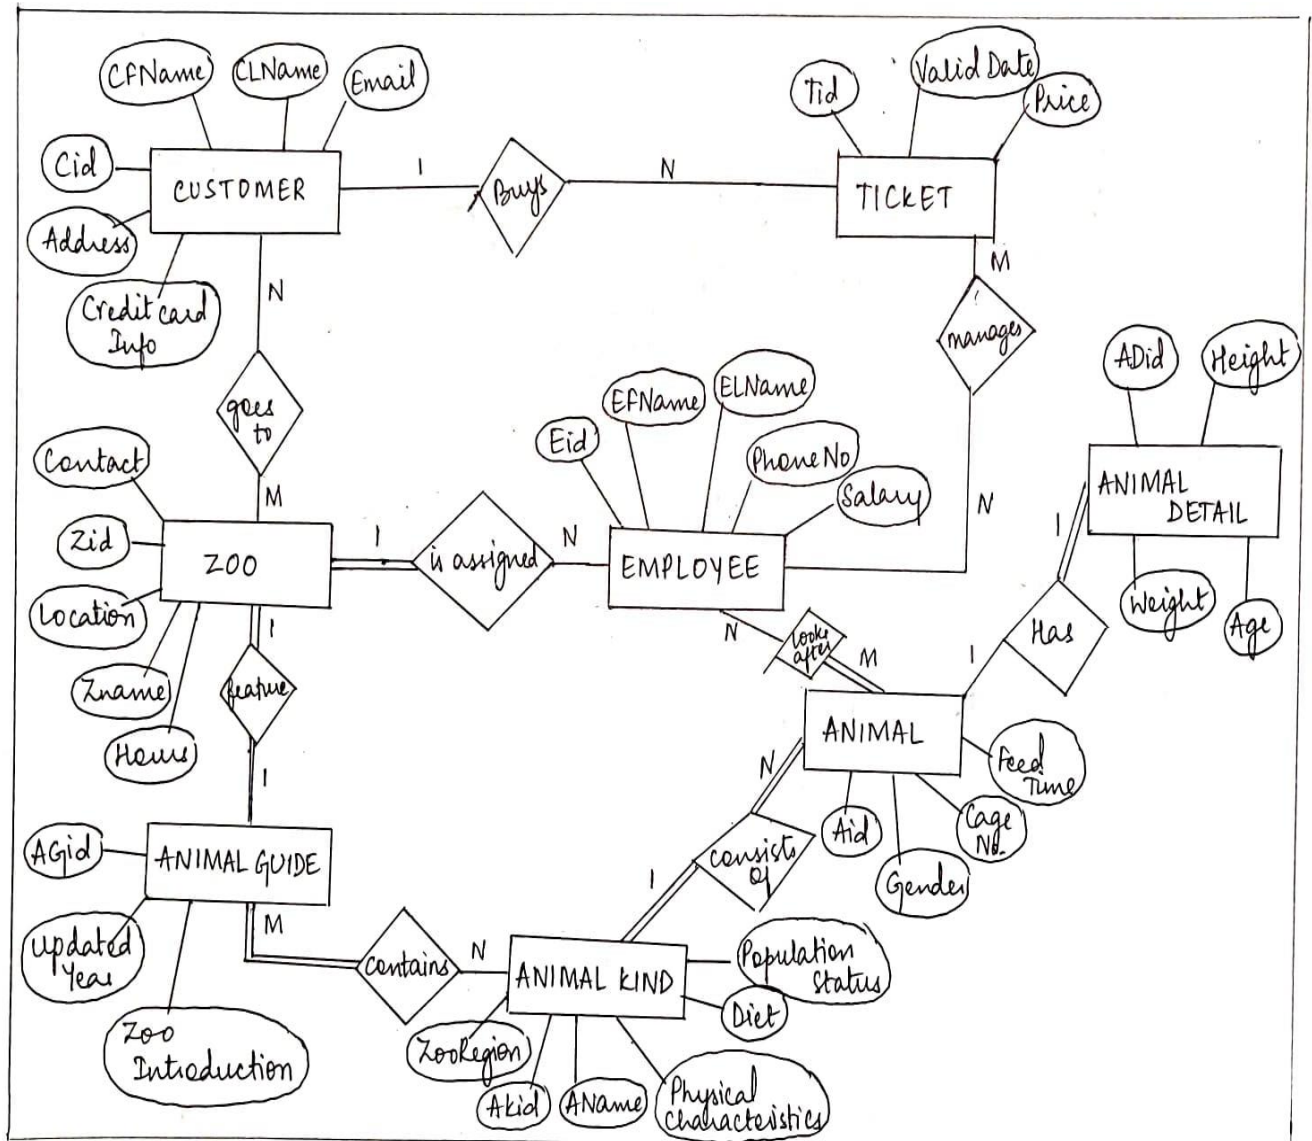 CFName
CLName
Email
Cid
CUSTOMER
Address
Credit card
Info
1
Buys
N
Tid
Valid Date
Price
TICKET
M
manages
N
N
goes
to
M
Contact
Zid
Location
Zname
Hours
ZOO
1
is assigned
N
Eid
EFName
ELName
PhoneNo
Salary
EMPLOYEE
ADid
Height
ANIMAL
DETAIL
Weight
Age
1
Has
1
N
looks
after
M
ANIMAL
Feed
Time
Cage
No.
Aid
Gender
1
feature
1
AGid
ANIMAL GUIDE
updated
Year
Zoo
Introduction
M
contains
N
N
consists
of
1
ANIMAL KIND
Population
Status
Diet
ZooRegion
Akid
AName
Physical
Characteristics